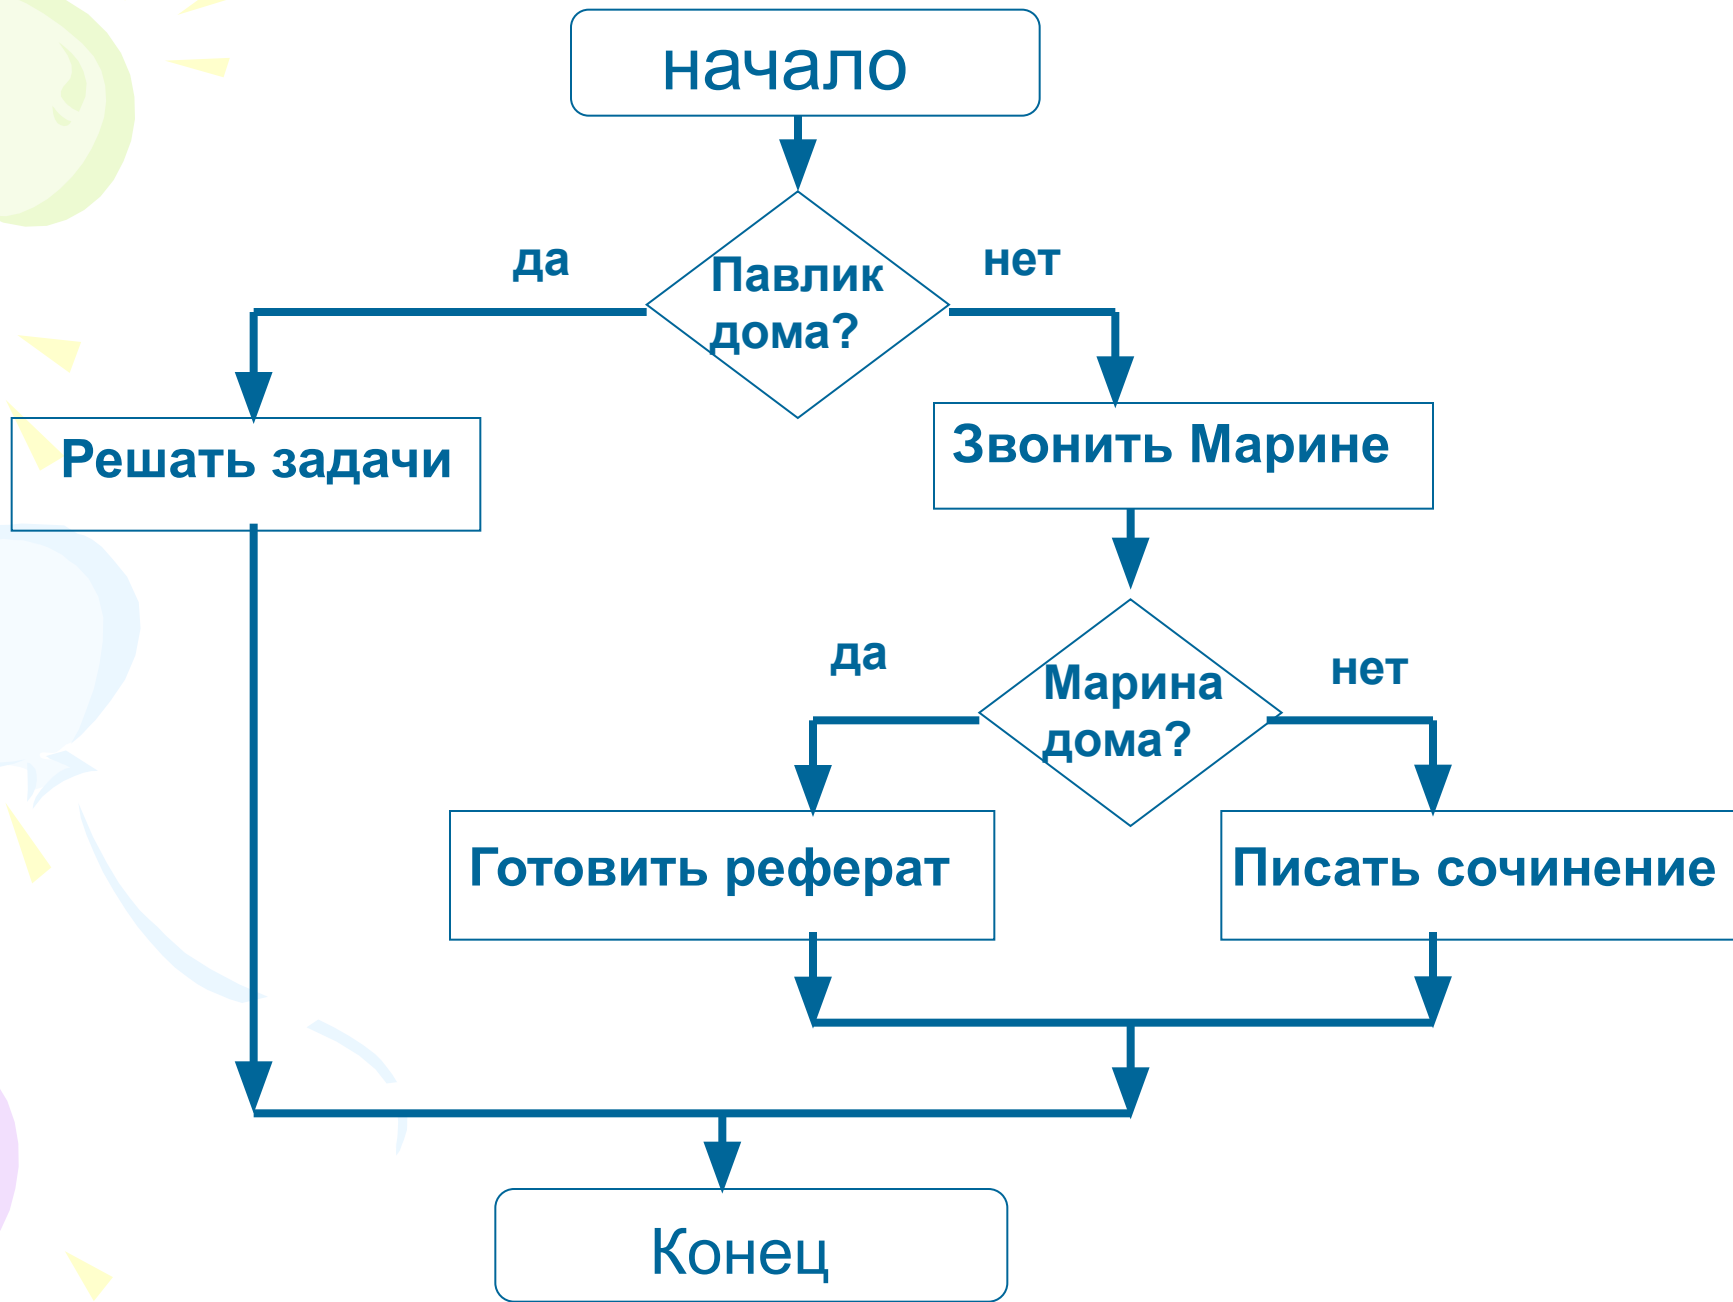 начало
да
Павлик
дома?
нет
Решать задачи
Звонить Марине
да
Марина
дома?
нет
Готовить реферат
Писать сочинение
Конец